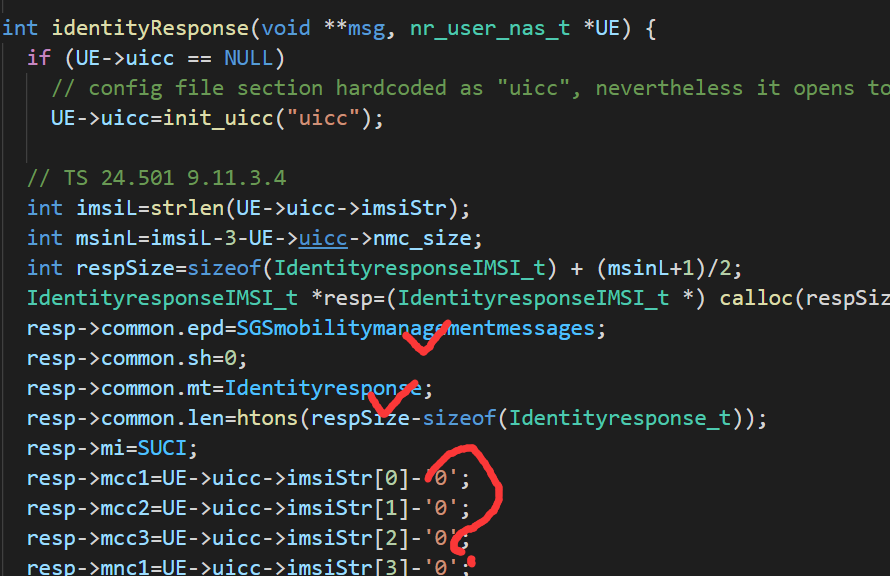 int identityResponse(void **msg, nr_user_nas_t *UE) {
if (UE->uicc == NULL)
// config file section hardcoded as "uicc", nevertheless it opens to
UE->uicc=init_uicc("uicc");
// TS 24.501 9.11.3.4
int imsiL=strlen(UE->uicc->imsiStr);
int msinL=imsiL-3-UE->uicc->nmc_size;
int respSize=sizeof(IdentityresponseIMSI_t) + (msinL+1)/2;
IdentityresponseIMSI_t *resp=(IdentityresponseIMSI_t *) calloc(respSiz
resp->common.epd=SGSmobilitymanagementmessages;
resp->common.sh=0;
resp->common.mt=Identityresponse;
resp->common.len=htons(respSize-sizeof(Identityresponse_t));
resp->mi=SUCI;
resp->mcc1=UE->uicc->imsiStr[0]-'0';
resp->mcc2=UE->uicc->imsiStr[1]-'0';
resp->mcc3=UE->uicc->imsiStr[2]-'0';
resp->mnc1=UE->uicc->imsiStr[3]-'0';